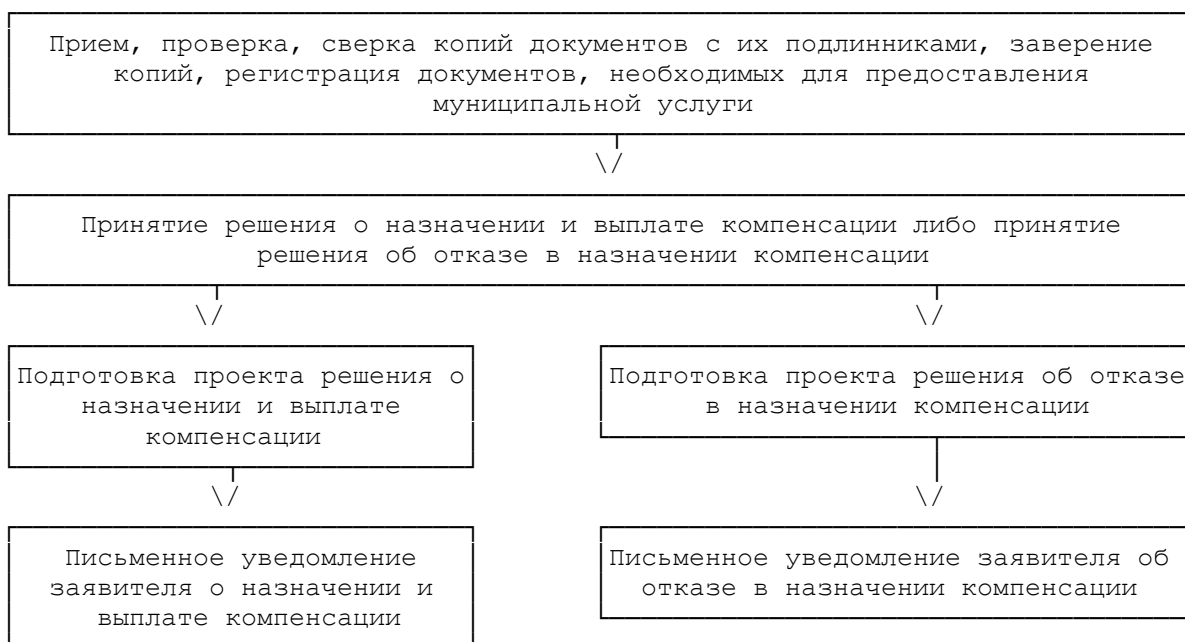 Прием, проверка, сверка копий документов с их подлинниками, заверение
копий, регистрация документов, необходимых для предоставления
муниципальной услуги
\/
Принятие решения о назначении и выплате компенсации либо принятие
решения об отказе в назначении компенсации
\/
\/
Подготовка проекта решения о
назначении и выплате
компенсации
\/
Письменное уведомление
заявителя о назначении и
выплате компенсации
Подготовка проекта решения об отказе
в назначении компенсации
\/
Письменное уведомление заявителя об
отказе в назначении компенсации